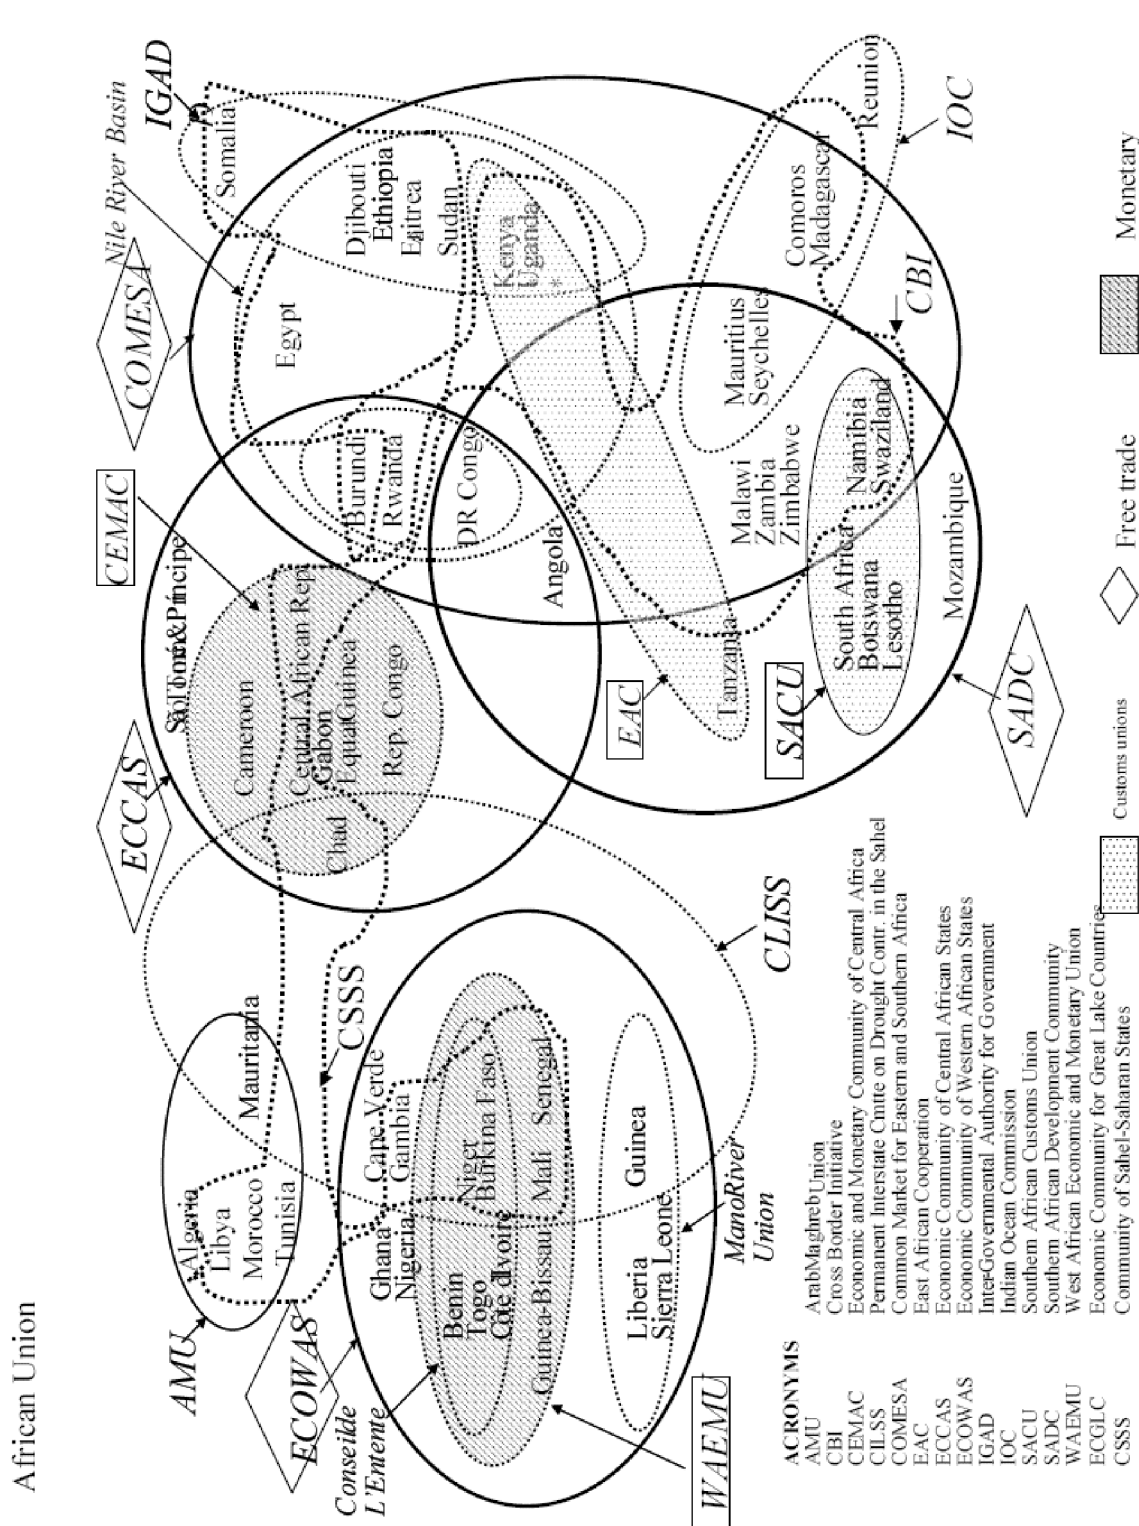 African Union
AMU
Algeria
Libya
Morocco
Tunisia
Mauritania
ECOWAS
Conseil de
L'Entente
WAEMU
Ghana
Nigeria
Cape Verde
Gambia
Benin
Togo
Côte d'Ivoire
Niger
Burkina Faso
Guinea-Bissau
Mali
Senegal
Liberia
Sierra Leone
Guinea
ManoRiver
Union
CSSS
CLISS
ECCAS
CEMAC
Cameroon
Central African Rep
Gabon
Equat Guinea
Rep. Congo
Chad
Burundi
Rwanda
DR Congo
Angola
COMESA
Nile River Basin
IGAD
Somalia
Egypt
Djibouti
Ethiopia
Eritrea
Sudan
Kenya
Uganda
*
EAC
Tanzania
SACU
South Africa
Botswana
Lesotho
Namibia
Swaziland
Mozambique
SADC
Malawi
Zambia
Zimbabwe
Mauritius
Seychelles
Comoros
Madagascar
Reunion
IOC
CBI
ACRONYMS
AMU ArabMaghreb Union
CBI Cross Border Initiative
CEMAC Economic and Monetary Community of Central Africa
CILSS Permanent Interstate Cmtte on Drought Contr. in the Sahel
COMESA Common Market for Eastern and Southern Africa
EAC East African Cooperation
ECCAS Economic Community of Central African States
ECOWAS Economic Community of Western African States
IGAD Inter-Governmental Authority for Government
IOC Indian Ocean Commission
SACU Southern African Customs Union
SADC Southern African Development Community
WAEMU West African Economic and Monetary Union
ECGLC Economic Community for Great Lake Countries
CSSS Community of Sahel-Saharan States
Customs unions
Free trade
Monetary